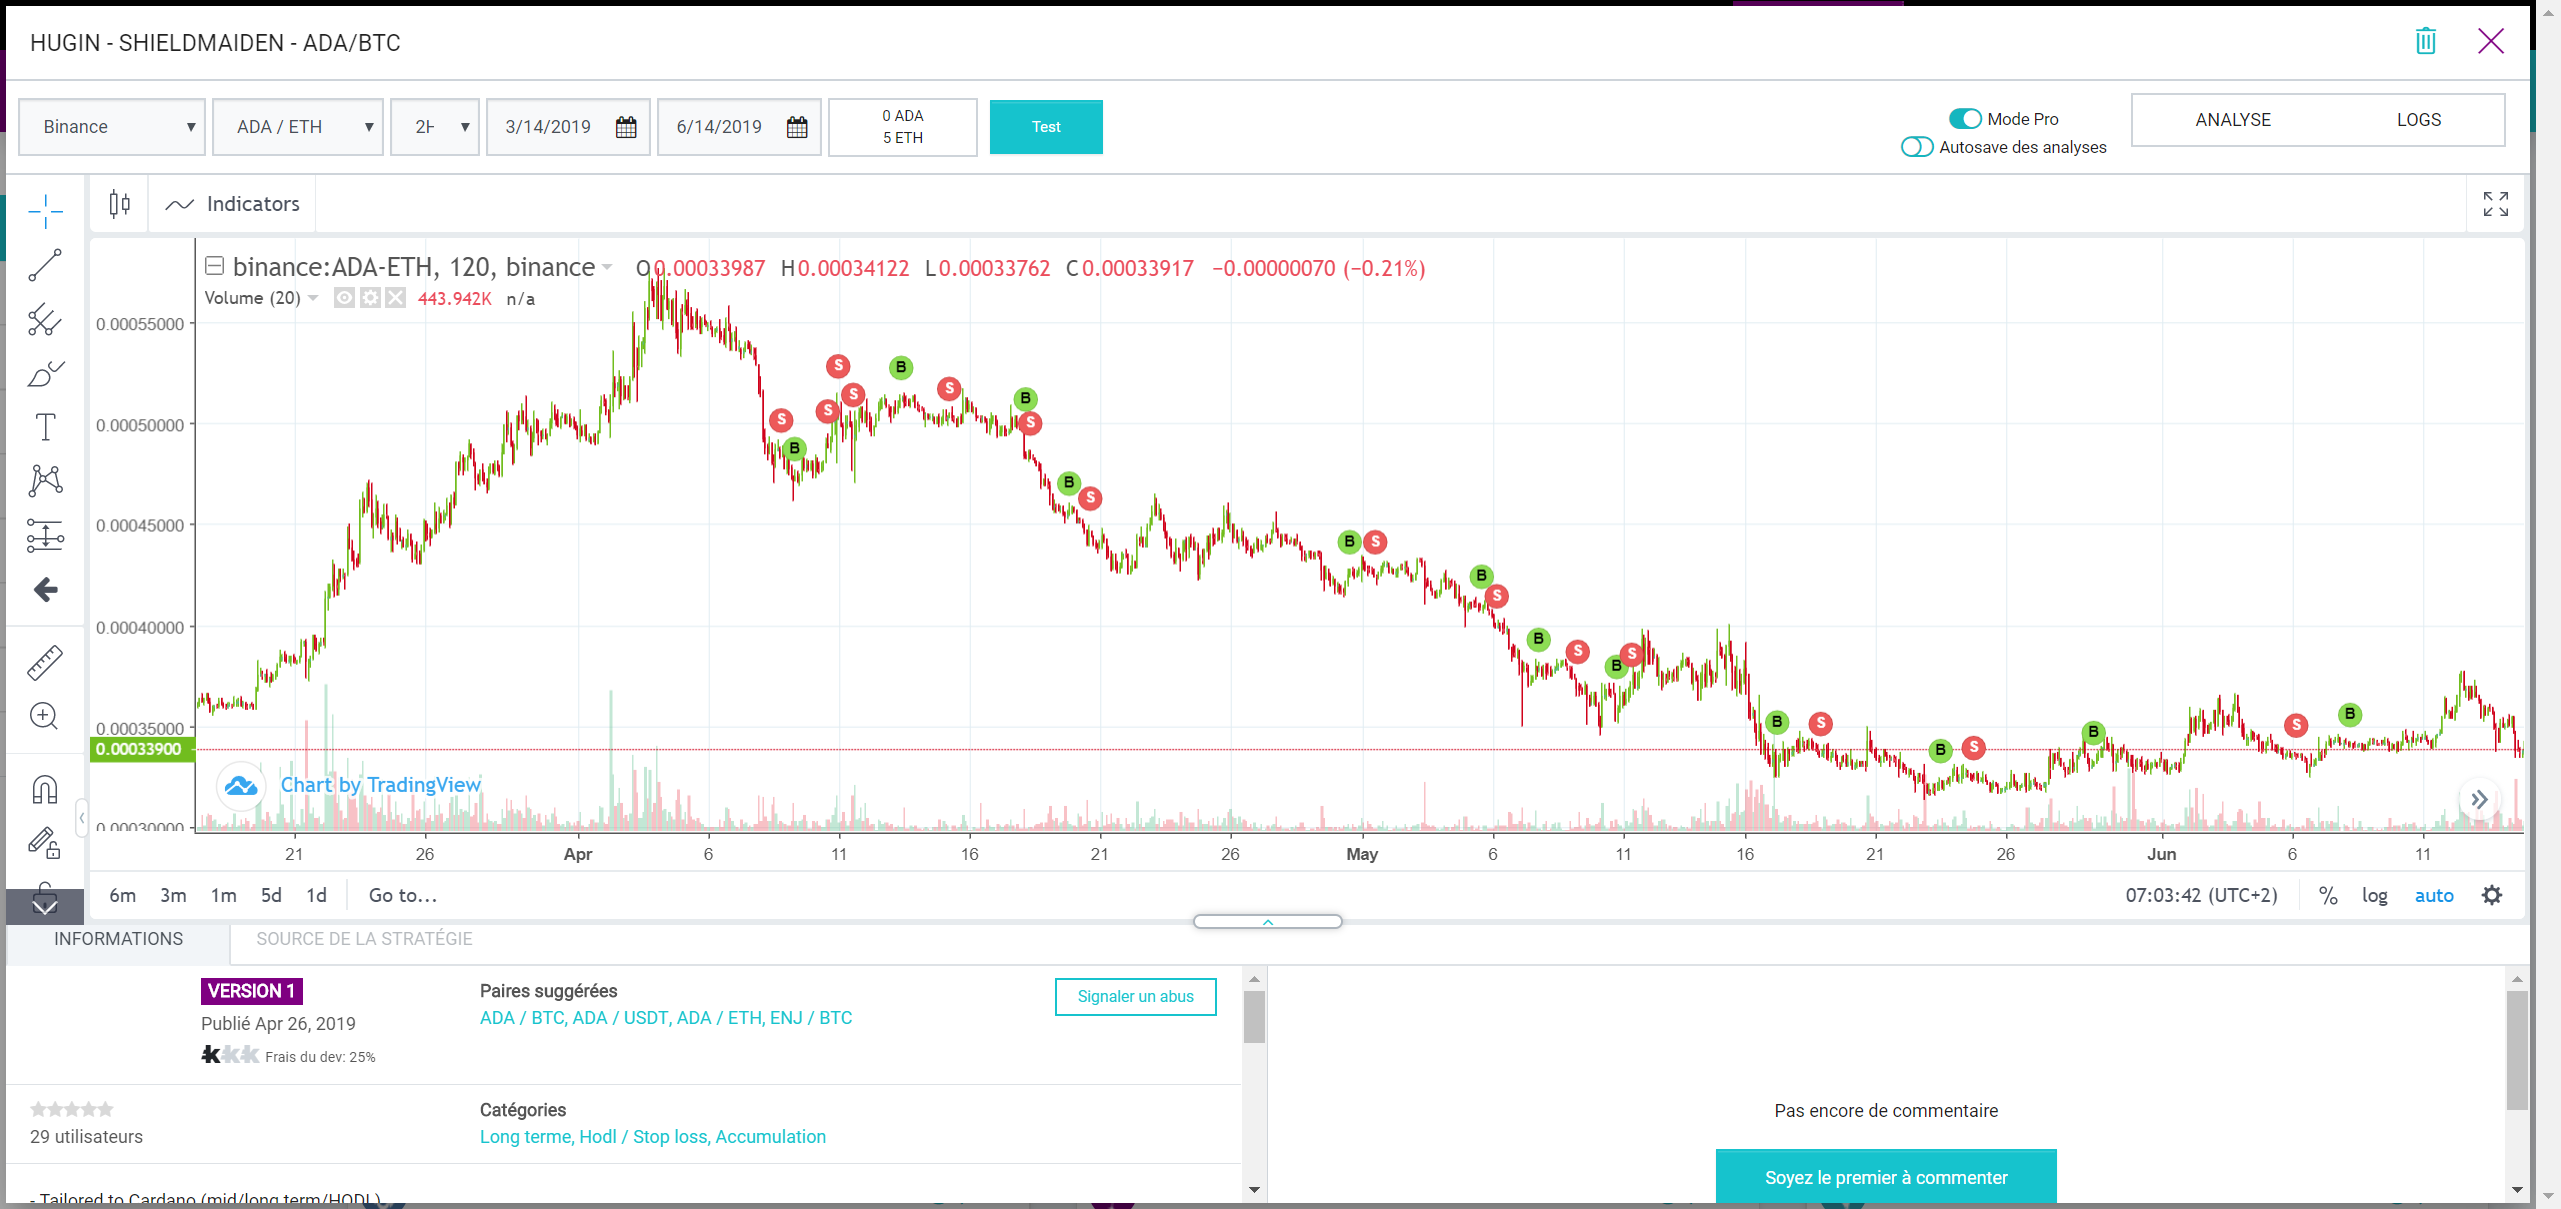 HUGIN - SHIELDMAIDEN - ADA/BTC
Binance
ADA / ETH
3/14/2019
6/14/2019
0 ADA
5 ETH
Test
Mode Pro
Autosave des analyses
ANALYSE
LOGS
Indicators
binance:ADA-ETH, 120, binance
O0.00033987 H0.00034122 L0.00033762 C0.00033917 −0.00000070 (−0.21%)
Volume (20) 443.942K n/a
0.00055000
0.00050000
0.00045000
0.00040000
0.00035000
0.00033900
0.00030000
S
B
S
S
S
B
S
B
S
B
S
B
S
B
S
B
S
B
S
B
S
B
S
B
S
B
Chart by TradingView
21 26 Apr 6 11 16 21 26 May 6 11 16 21 26 Jun 6 11
6m 3m 1m 5d 1d Go to...
07:03:42 (UTC+2) % log auto
INFORMATIONS
SOURCE DE LA STRATÉGIE
VERSION 1
Publié Apr 26, 2019
Frais du dev: 25%
Paires suggérées
ADA / BTC, ADA / USDT, ADA / ETH, ENJ / BTC
Signaler un abus
29 utilisateurs
Catégories
Long terme, Hodl / Stop loss, Accumulation
- Tailored to Cardano (mid/long term/HODL)
Pas encore de commentaire
Soyez le premier à commenter